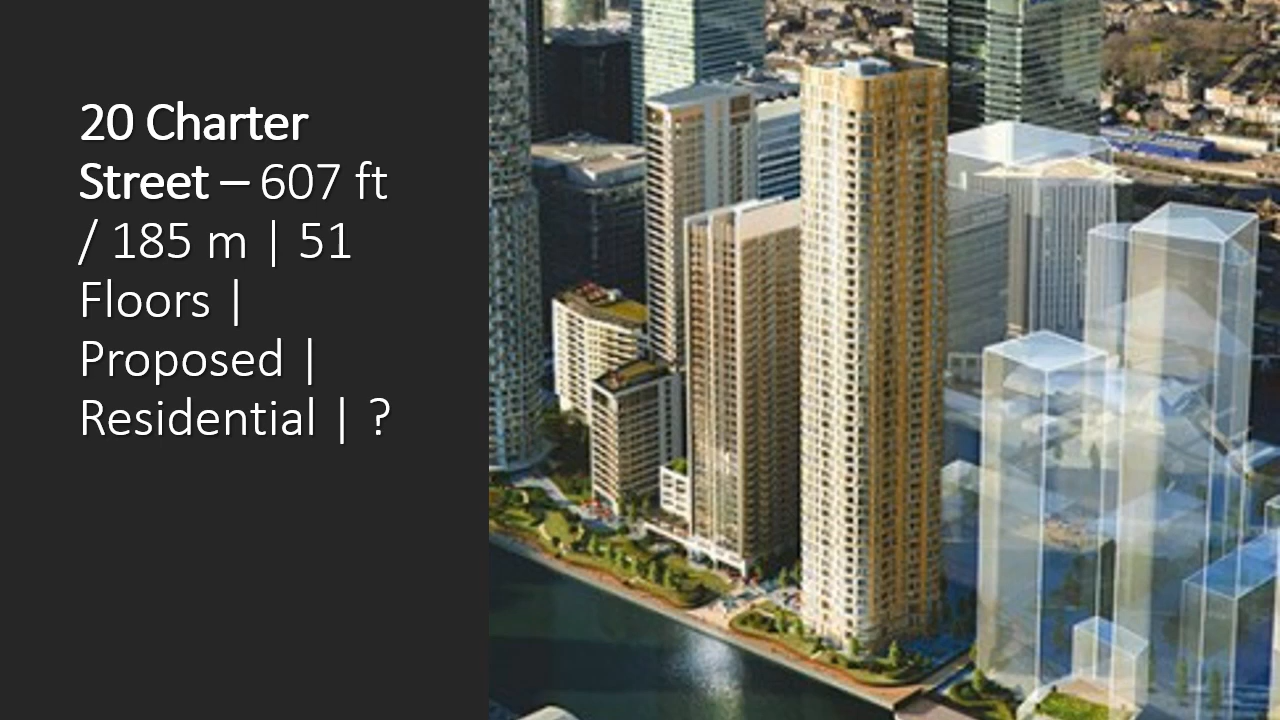 20 Charter
Street – 607 ft
/ 185 m | 51
Floors |
Proposed |
Residential | ?